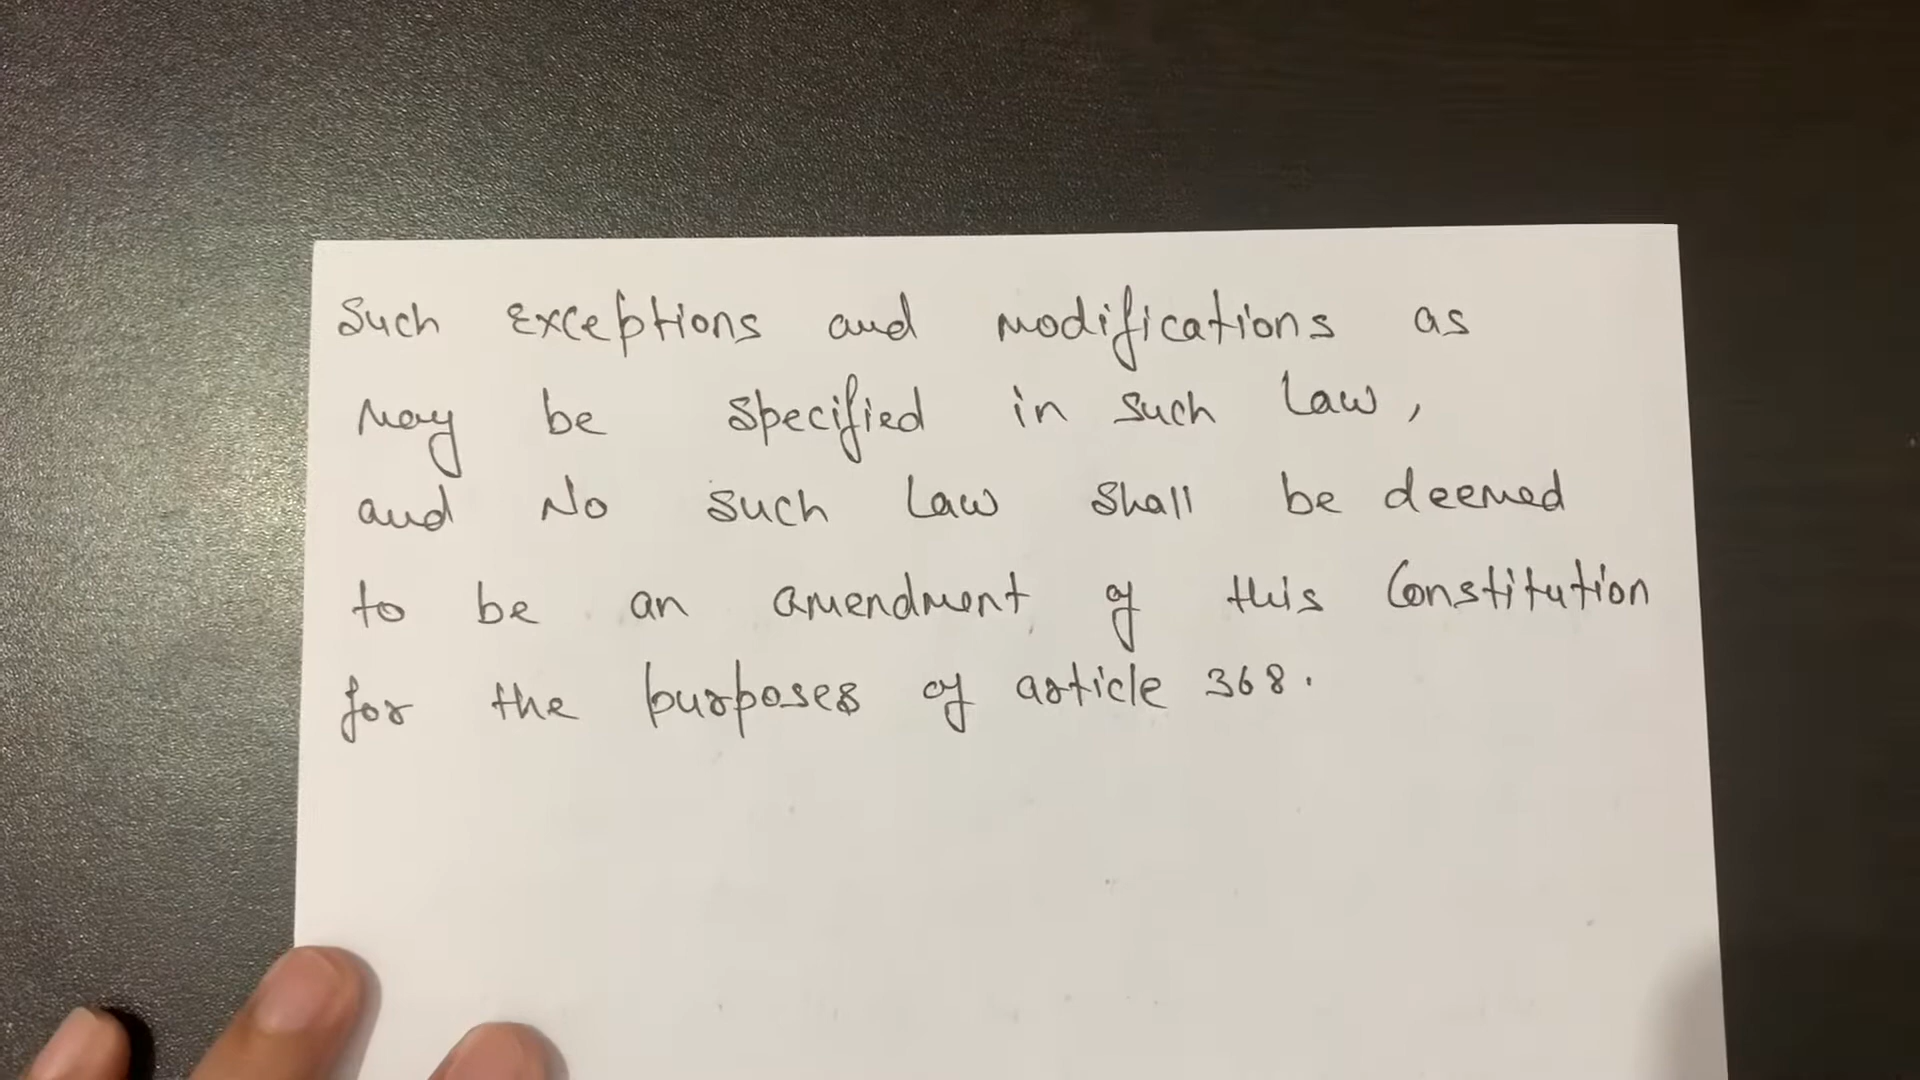 Such exceptions and modifications as
may be specified in such law,
and No such law shall be deemed
to be an amendment of this Constitution
for the purposes of article 368.